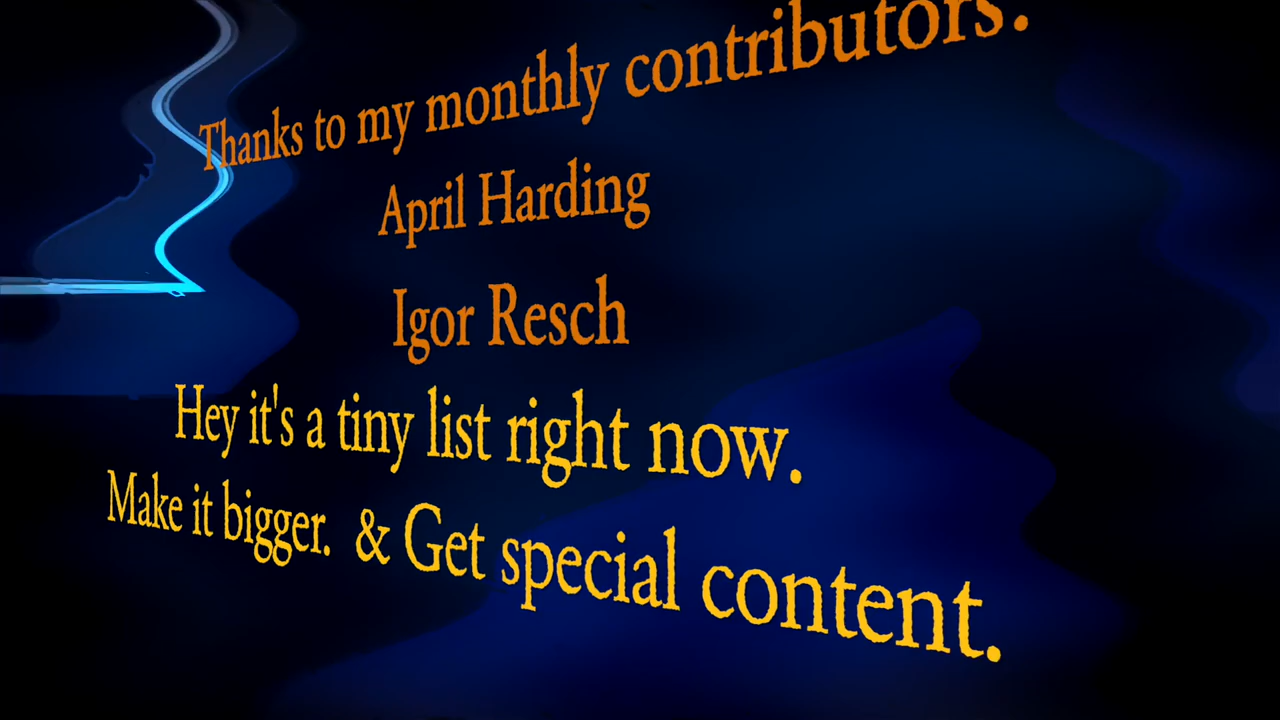 Thanks to my monthly contributors.
April Harding
Igor Resch
Hey it's a tiny list right now.
Make it bigger. & Get special content.